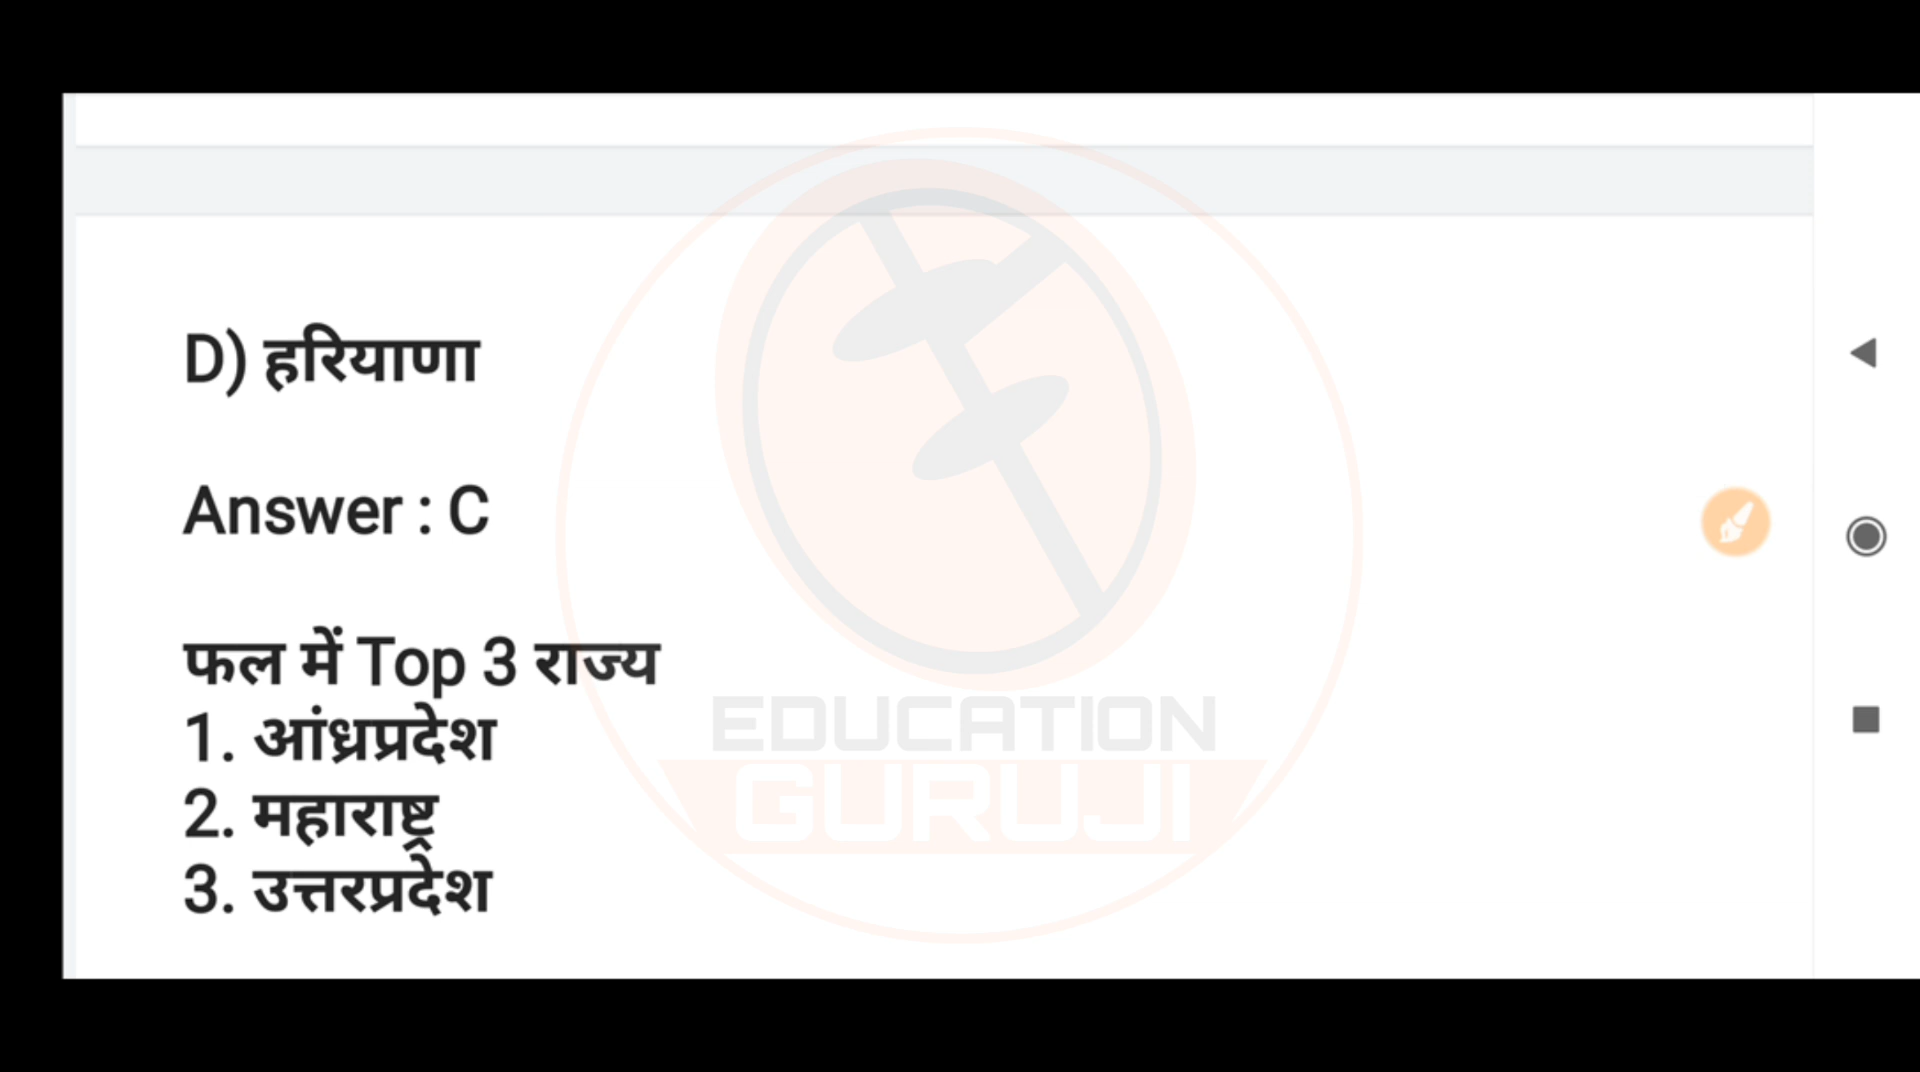 D) हरियाणा
Answer : C
फल में Top 3 राज्य
1. आंध्रप्रदेश
2. महाराष्ट्र
3. उत्तरप्रदेश
EDUCATION
GURUJI